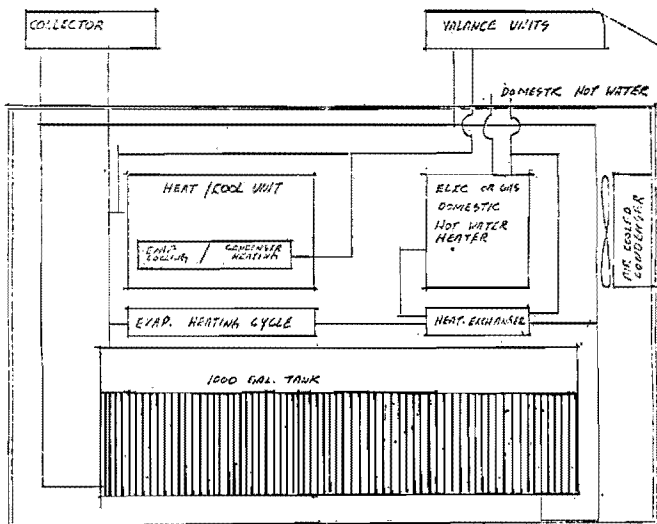 COLLECTOR
VALANCE UNITS
DOMESTIC HOT WATER
HEAT / COOL UNIT
EVAP COOLING / CONDENSER HEATING
ELEC OR GAS
DOMESTIC
HOT WATER
HEATER
AIR COOLED
CONDENSER
EVAP. HEATING CYCLE
HEAT. EXCHANGER
1000 GAL. TANK